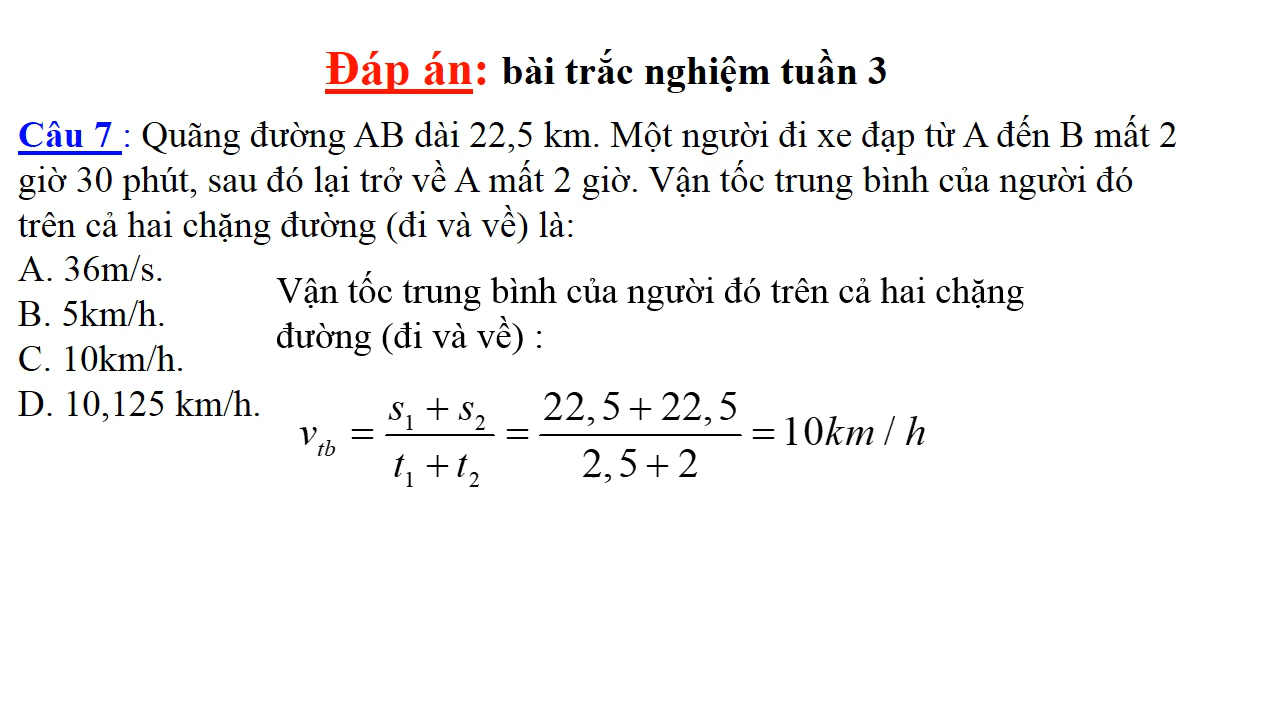 Đáp án: bài trắc nghiệm tuần 3
Câu 7 : Quãng đường AB dài 22,5 km. Một người đi xe đạp từ A đến B mất 2
giờ 30 phút, sau đó lại trở về A mất 2 giờ. Vận tốc trung bình của người đó
trên cả hai chặng đường (đi và về) là:
A. 36m/s.
B. 5km/h.
C. 10km/h.
D. 10,125 km/h.
Vận tốc trung bình của người đó trên cả hai chặng
đường (đi và về) :
v_tb = (s_1 + s_2)/(t_1 + t_2) = (22,5 + 22,5)/(2,5 + 2) = 10km / h